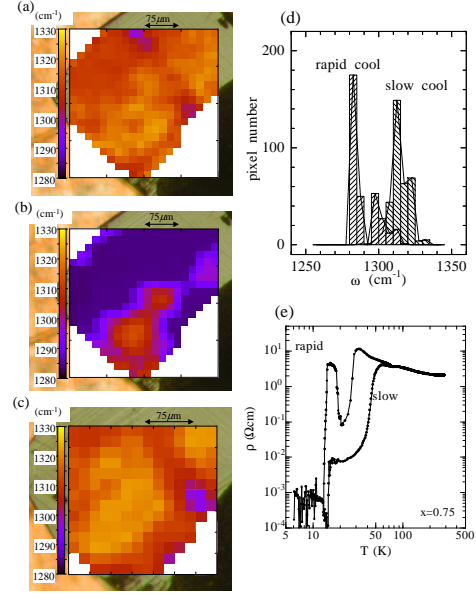 (a)
(cm⁻¹)
75μm
1330
1320
1310
1300
1290
1280
(b)
(cm⁻¹)
75μm
1330
1320
1310
1300
1290
1280
(c)
(cm⁻¹)
75μm
1330
1320
1310
1300
1290
1280
(d)
200
100
0
pixel number
rapid cool
slow cool
1250
1300
1350
ω (cm⁻¹)
(e)
rapid
slow
10¹
10⁰
10⁻¹
10⁻²
10⁻³
10⁻⁴
ρ (Ωcm)
x=0.75
5
10
50
100
500
T (K)